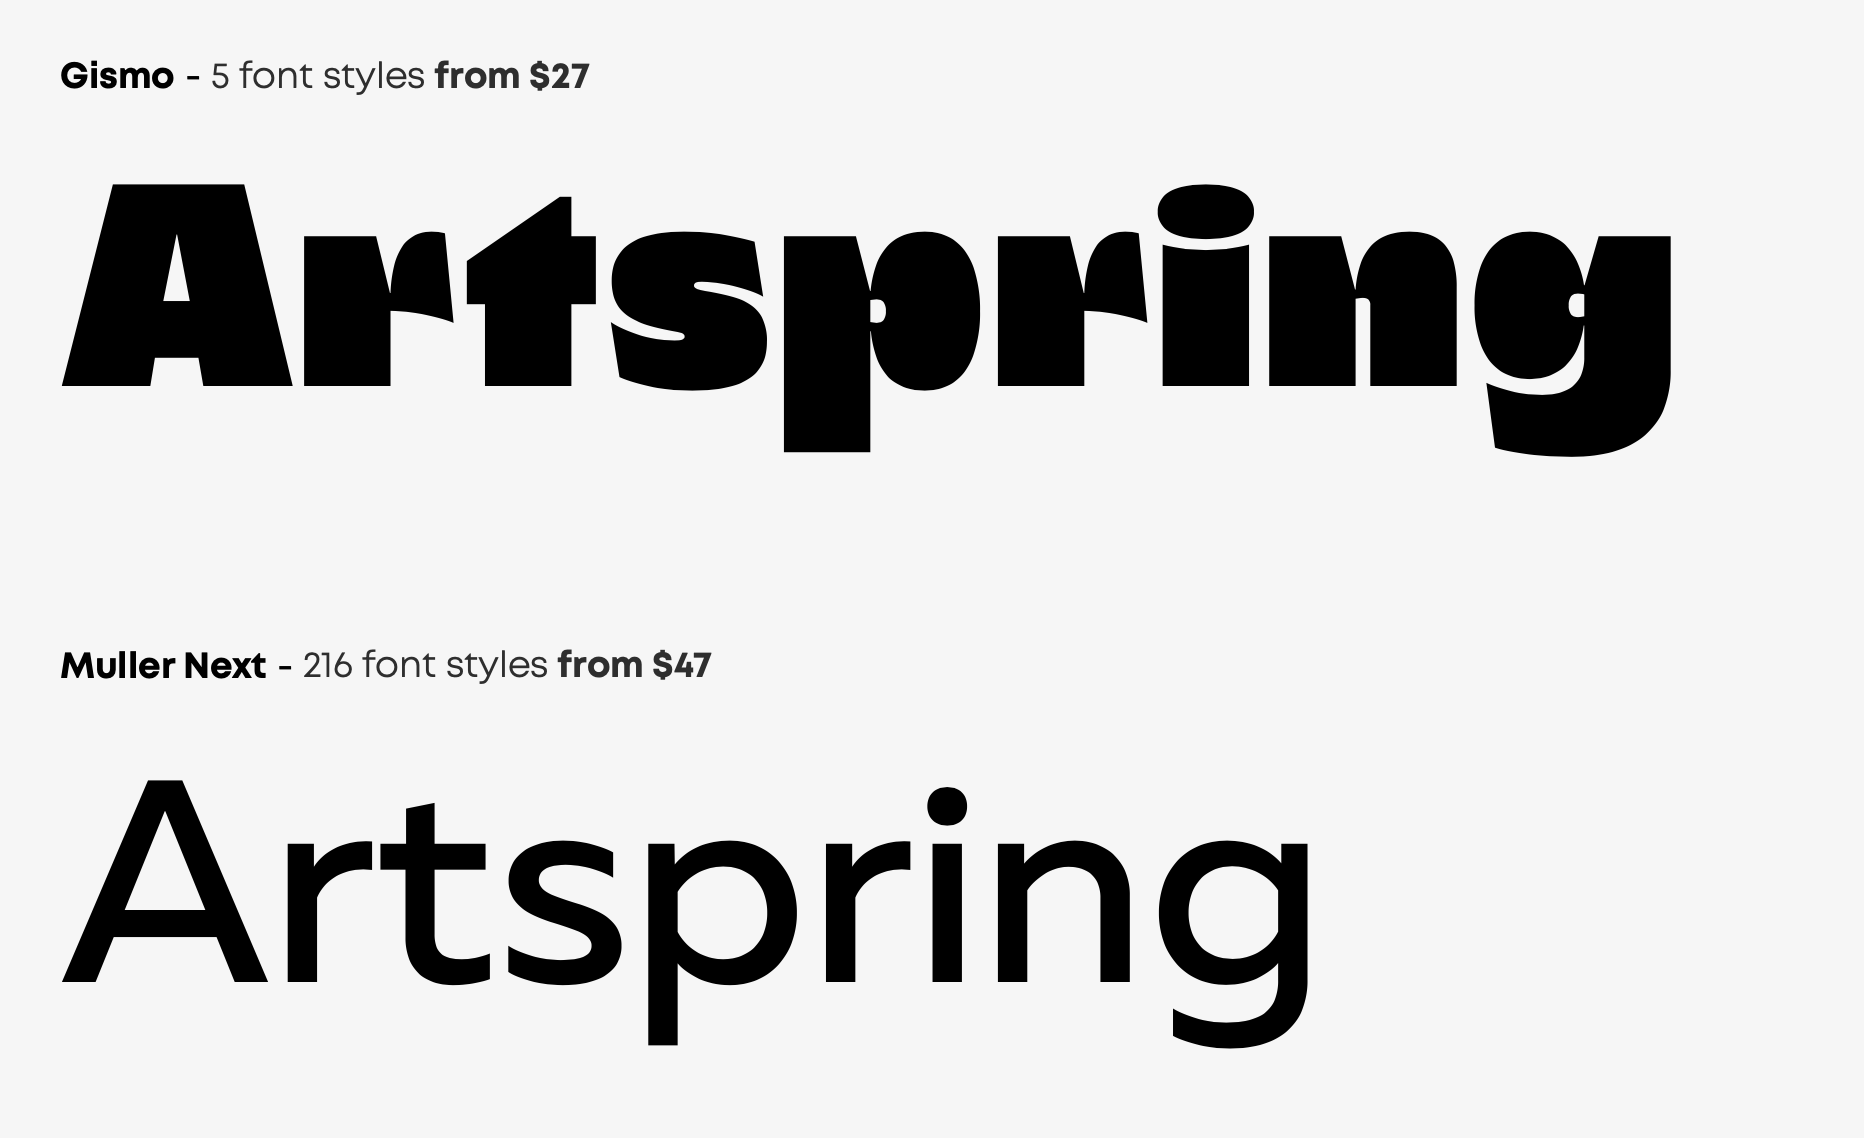 Gismo - 5 font styles from $27
Artspring
Muller Next - 216 font styles from $47
Artspring